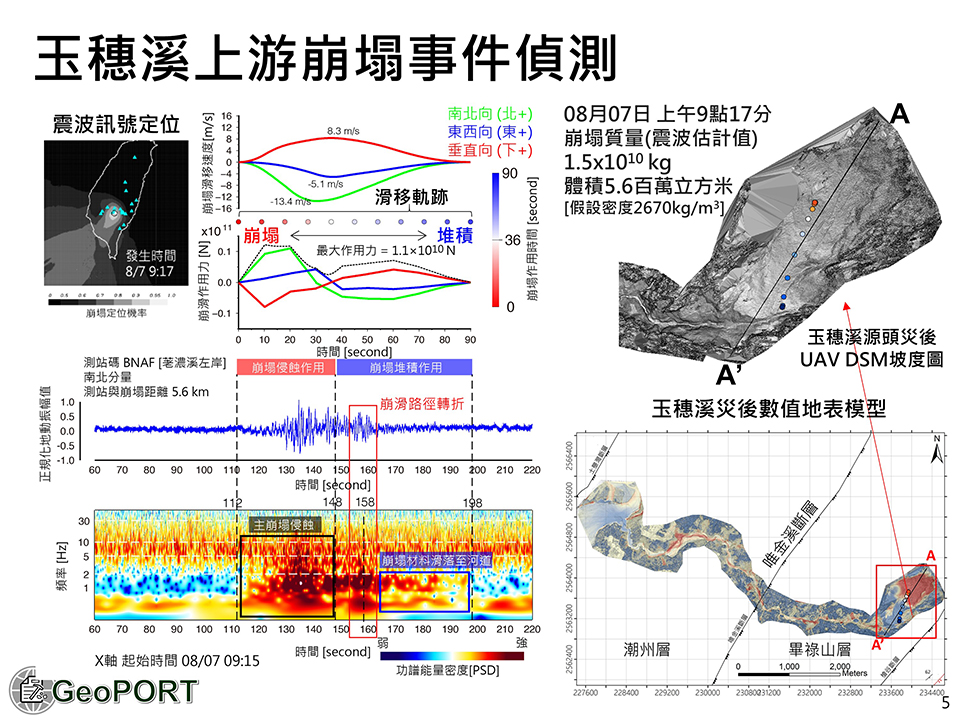 玉穗溪上游崩塌事件偵測
震波訊號定位
發生時間
8/7 9:17
0 0.5 0.6 0.7 0.8 0.9 0.95 1.0
崩塌定位機率
崩塌滑移速度[m/s]
16
12
8
4
0
-4
-8
-12
-16
8.3 m/s
-5.1 m/s
-13.4 m/s
南北向 (北+)
東西向 (東+)
垂直向 (下+)
滑移軌跡
崩塌
堆積
x10¹¹
最大作用力 = 1.1×10¹⁰ N
崩滑作用力 [N]
0.1
0.0
-0.1
0 10 20 30 40 50 60 70 80 90
時間 [second]
90
36
0
崩塌作用時間 [second]
08月07日 上午9點17分
崩塌質量(震波估計值)
1.5x10¹⁰ kg
體積5.6百萬立方米
[假設密度2670kg/m³]
A
A’
玉穗溪源頭災後
UAV DSM坡度圖
測站碼 BNAF [荖濃溪左岸]
南北分量
測站與崩塌距離 5.6 km
崩塌侵蝕作用
崩塌堆積作用
崩滑路徑轉折
正規化地動振幅值
1.0
0.5
0.0
-0.5
-1.0
60 70 80 90 100 110 120 130 140 150 160 170 180 190 200 210 220
時間 [second]
112
148
158
198
主崩塌侵蝕
崩塌材料滑落至河道
頻率 [Hz]
30
10
5
2
1
60 70 80 90 100 110 120 130 140 150 160 170 180 190 200 210 220
X軸 起始時間 08/07 09:15
時間 [second]
弱
強
功譜能量密度[PSD]
玉穗溪災後數值地表模型
N
2566400
2565600
2564800
2564000
2563200
2562400
唯金溪斷層
A
A’
潮州層
畢祿山層
0 1,000 2,000
Meters
227600 228400 229200 230000 230800 231200 232000 232800 233600 234400
GeoPORT
5